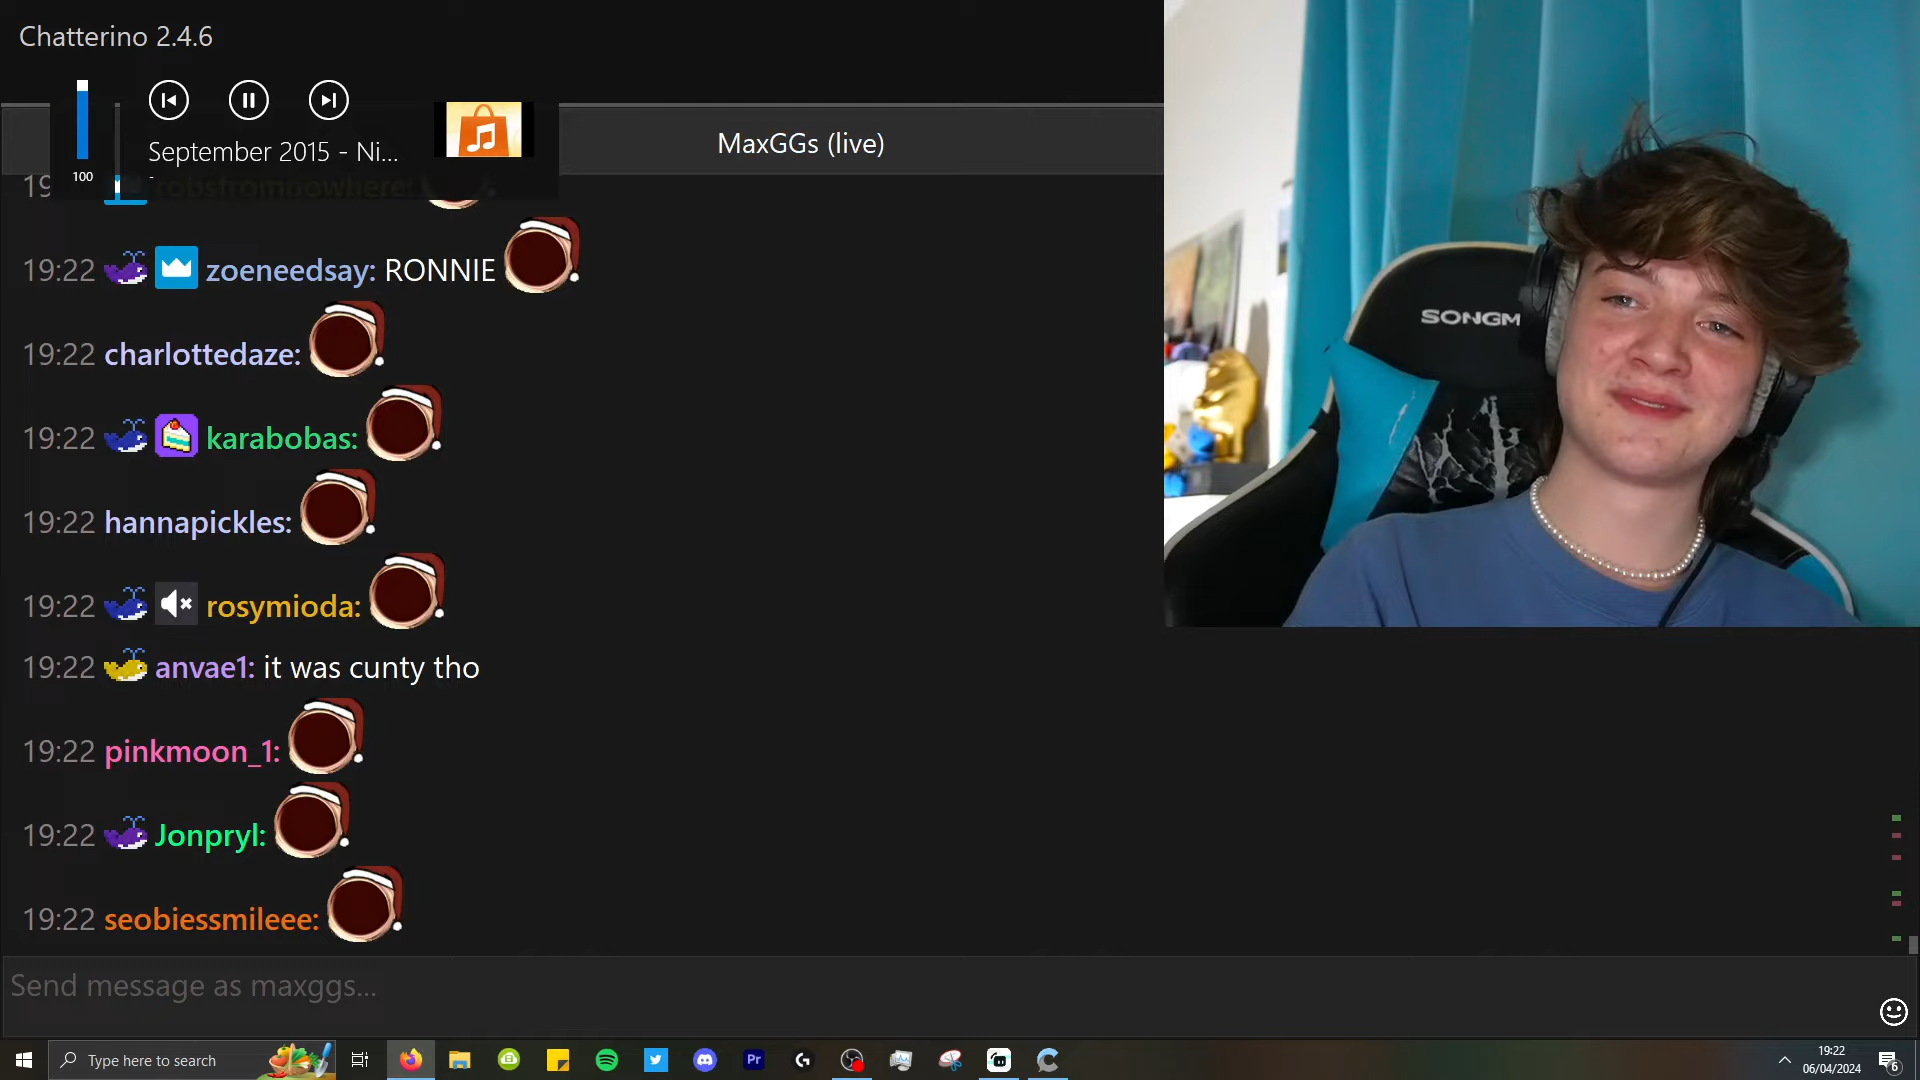 Chatterino 2.4.6
September 2015 - Ni...
100
MaxGGs (live)
19
robsfromnowhere:
19:22 zoeneedsay: RONNIE
19:22 charlottedaze:
19:22 karabobas:
19:22 hannapickles:
19:22 rosymioda:
19:22 anvae1: it was cunty tho
19:22 pinkmoon_1:
19:22 Jonpryl:
19:22 seobiessmileee:
SONGM
Send message as maxggs...
Type here to search
Pr
19:22
06/04/2024
6